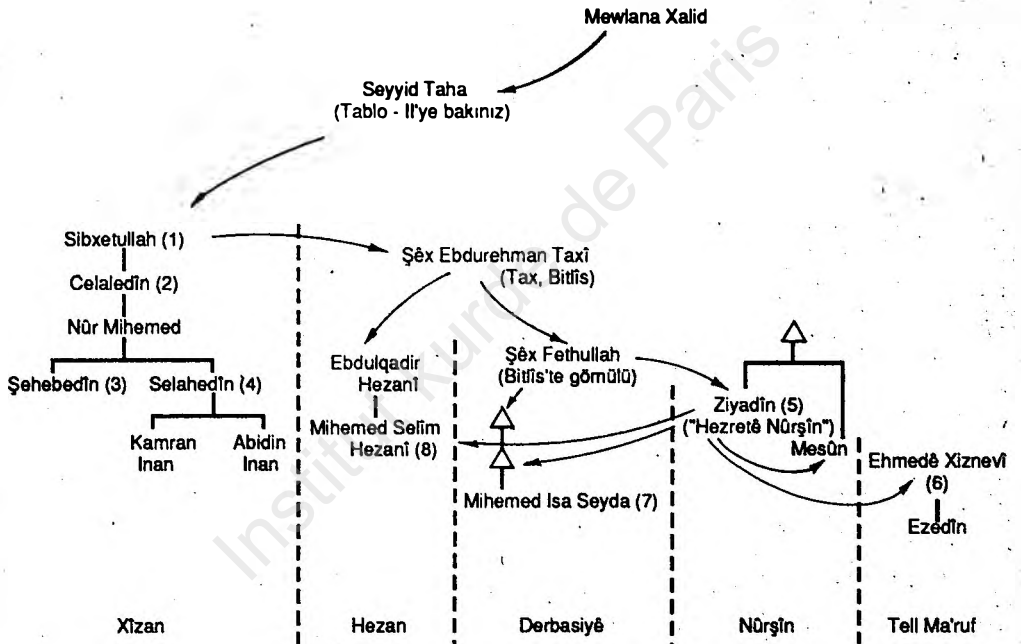 Mewlana Xalid
Seyyid Taha
(Tablo - II'ye bakınız)
Sibxetullah (1)
Celaledîn (2)
Nûr Mihemed
Şehebedîn (3)
Selahedîn (4)
Kamran
Inan
Abidin
Inan
Şêx Ebdurehman Taxî
(Tax, Bitlîs)
Ebdulqadir
Hezanî
Mihemed Selîm
Hezanî (8)
Şêx Fethullah
(Bitlîs'te gömülü)
Mihemed Isa Seyda (7)
Ziyadîn (5)
("Hezretê Nûrşîn")
Mesûn
Ehmedê Xiznevî
(6)
Ezedîn
Xîzan
Hezan
Derbasiyê
Nûrşîn
Tell Ma'ruf
Institut kurde de Paris